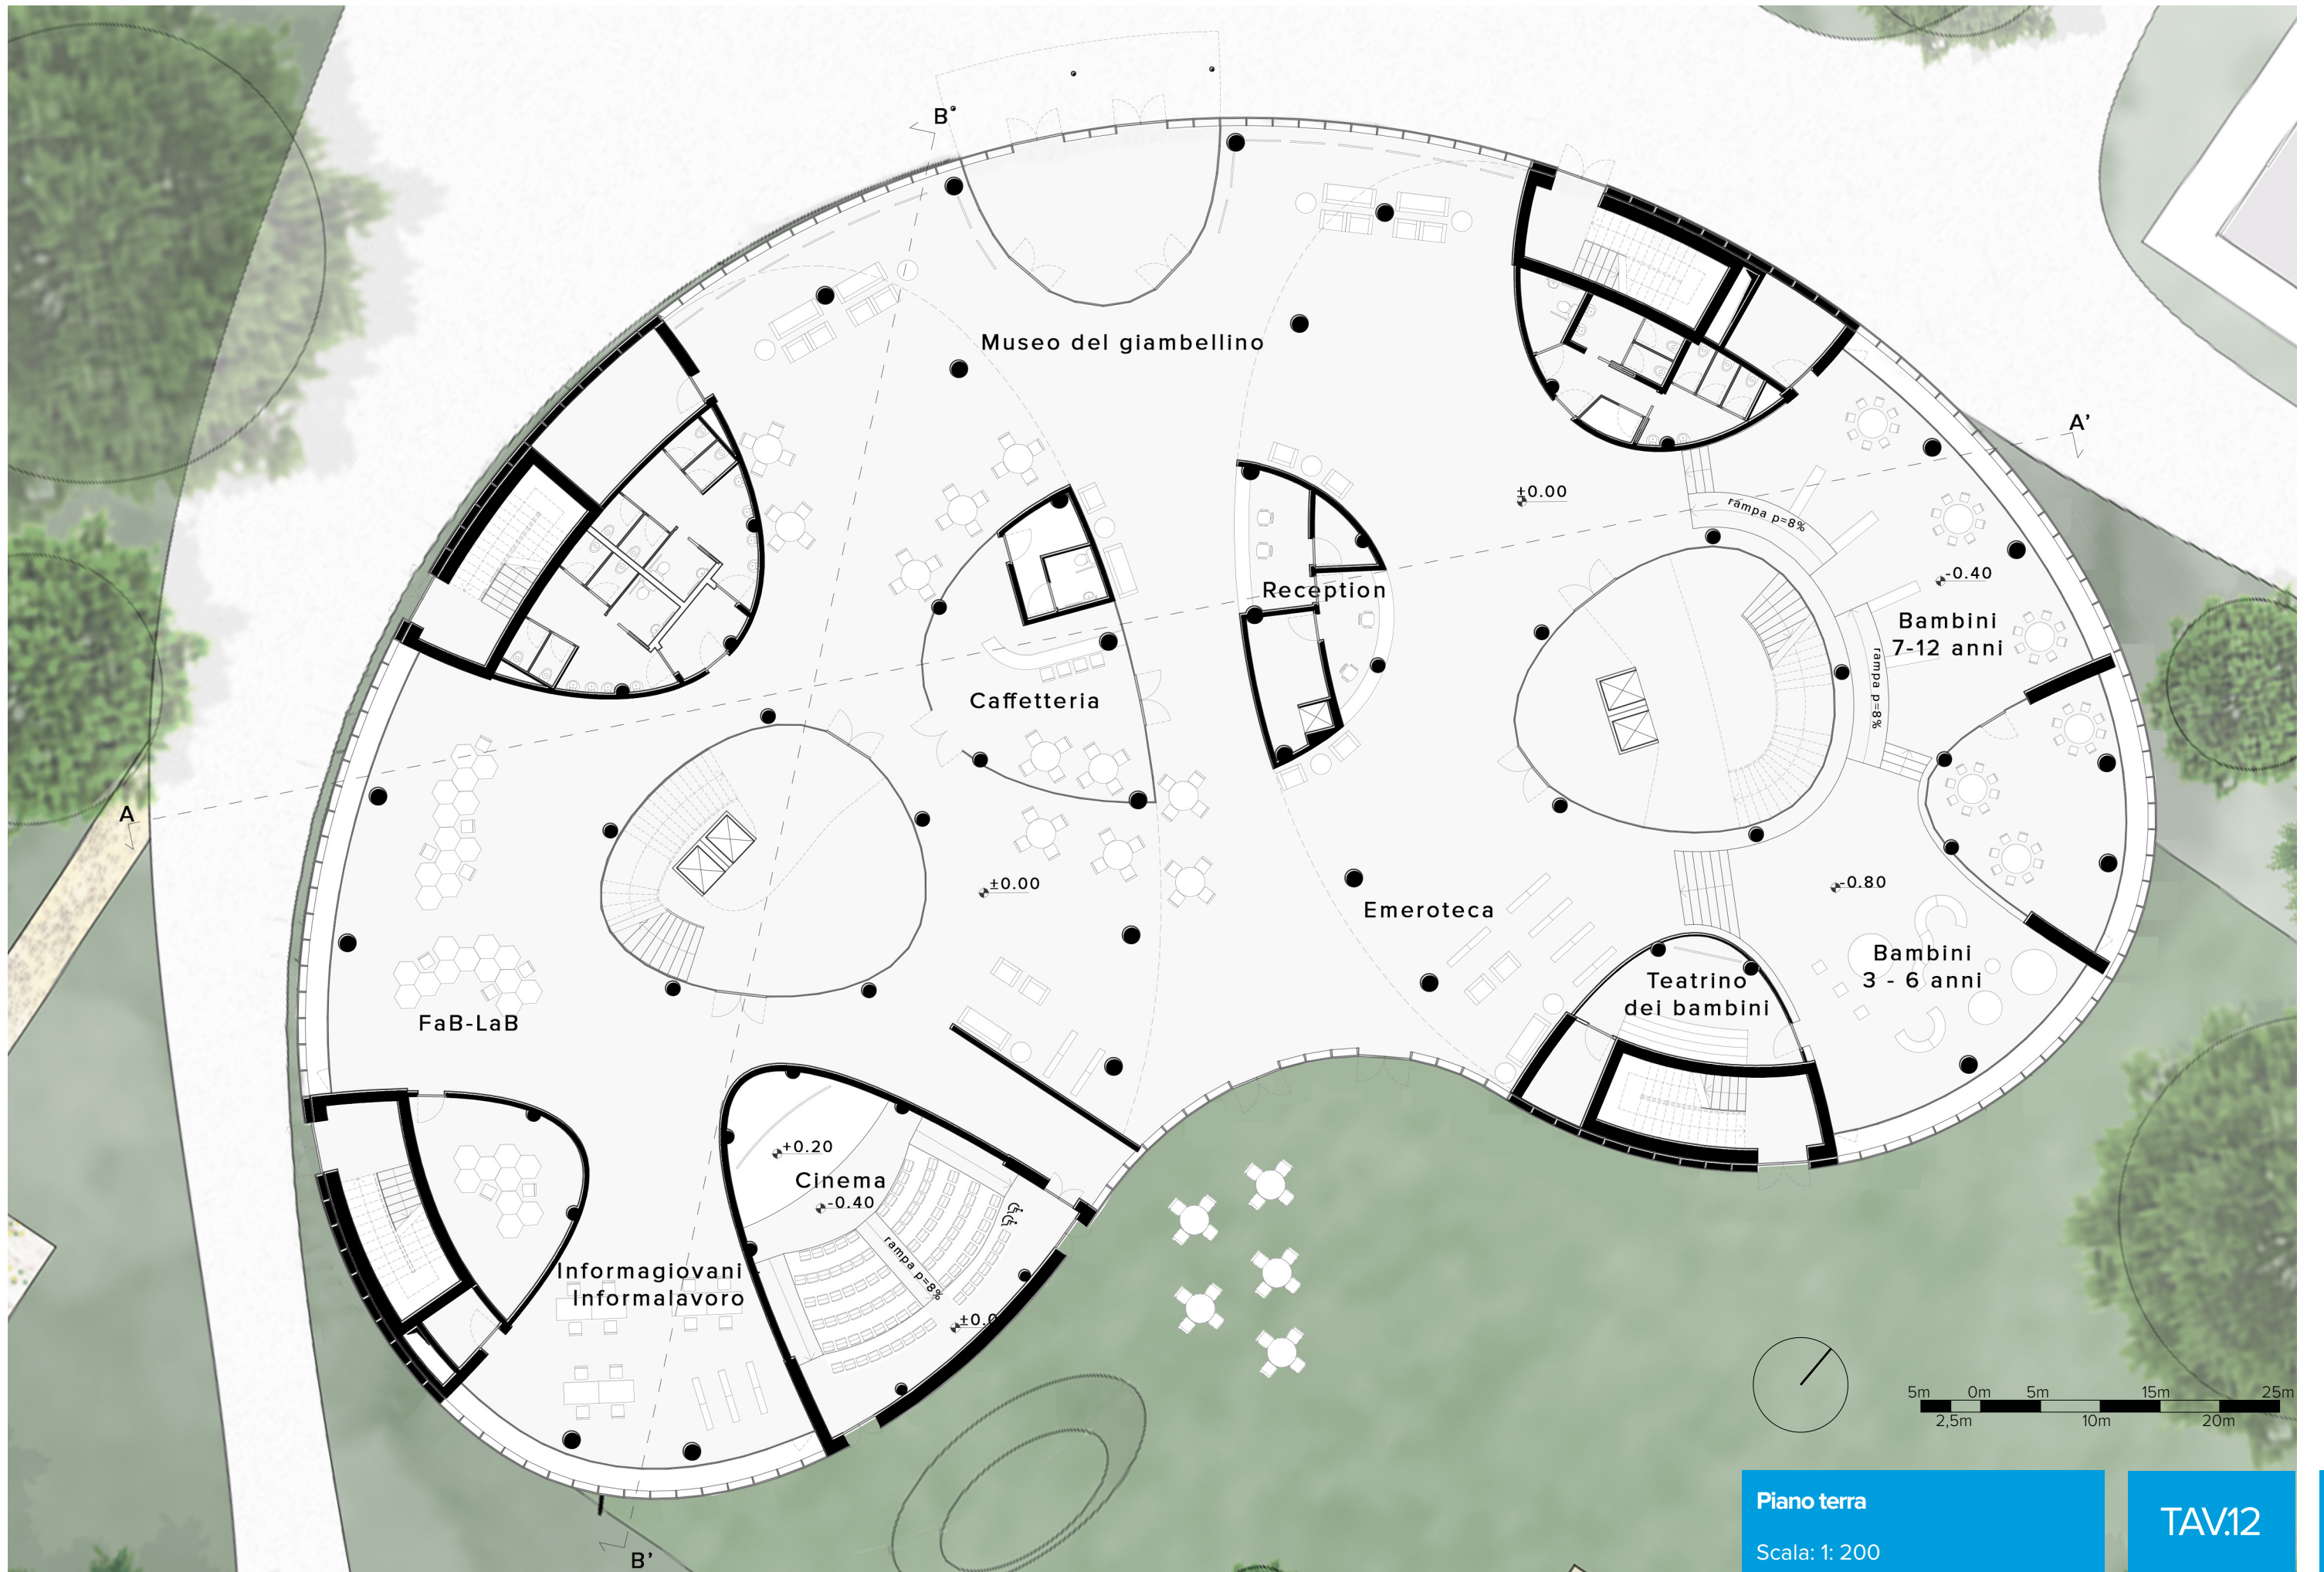 B'
A'
Museo del giambellino
±0.00
rampa p=8%
-0.40
Reception
Bambini
7-12 anni
rampa p=8%
Caffetteria
A
±0.00
-0.80
Emeroteca
Bambini
3 - 6 anni
Teatrino
dei bambini
FaB-LaB
+0.20
Cinema
-0.40
rampa p=8%
Informagiovani
Informalavoro
±0.0
5m 0m 5m 15m 25m
2,5m 10m 20m
Piano terra
Scala: 1: 200
TAV.12
B'